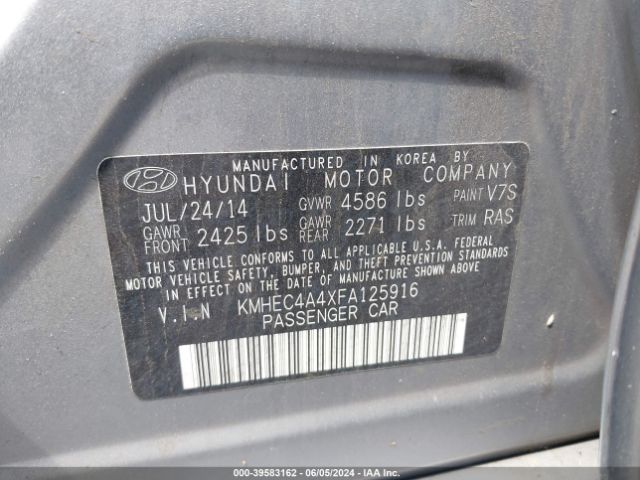 MANUFACTURED IN KOREA BY
HYUNDAI MOTOR COMPANY
JUL/24/14 GVWR 4586 lbs PAINT V7S
GAWR FRONT 2425 lbs GAWR REAR 2271 lbs TRIM RAS
THIS VEHICLE CONFORMS TO ALL APPLICABLE U.S.A. FEDERAL
MOTOR VEHICLE SAFETY, BUMPER, AND THEFT PREVENTION STANDARDS
IN EFFECT ON THE DATE OF MANUFACTURE SHOWN ABOVE.
V.I.N KMHEC4A4XFA125916
PASSENGER CAR
000-39583162 - 06/05/2024 - IAA Inc.